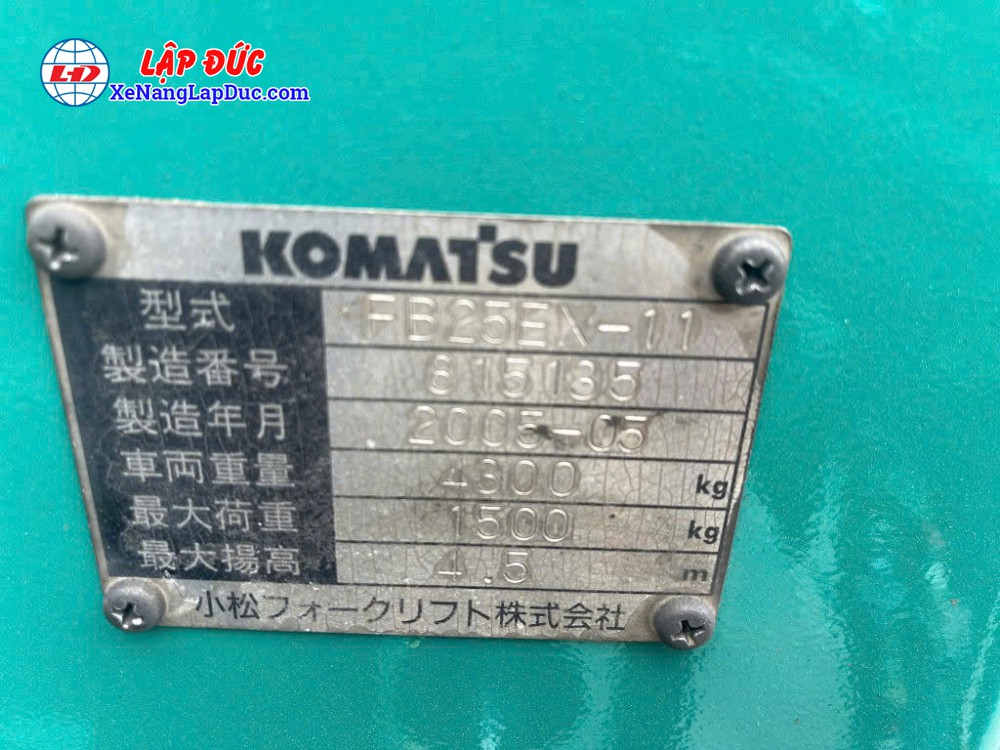 LHD LẬP ĐỨC
XeNangLapDuc.com
KOMATSU
型式 FB25EX-11
製造番号 815135
製造年月 2005-05
車両重量 4300 kg
最大荷重 1500 kg
最大揚高 4.5 m
小松フォークリフト株式会社